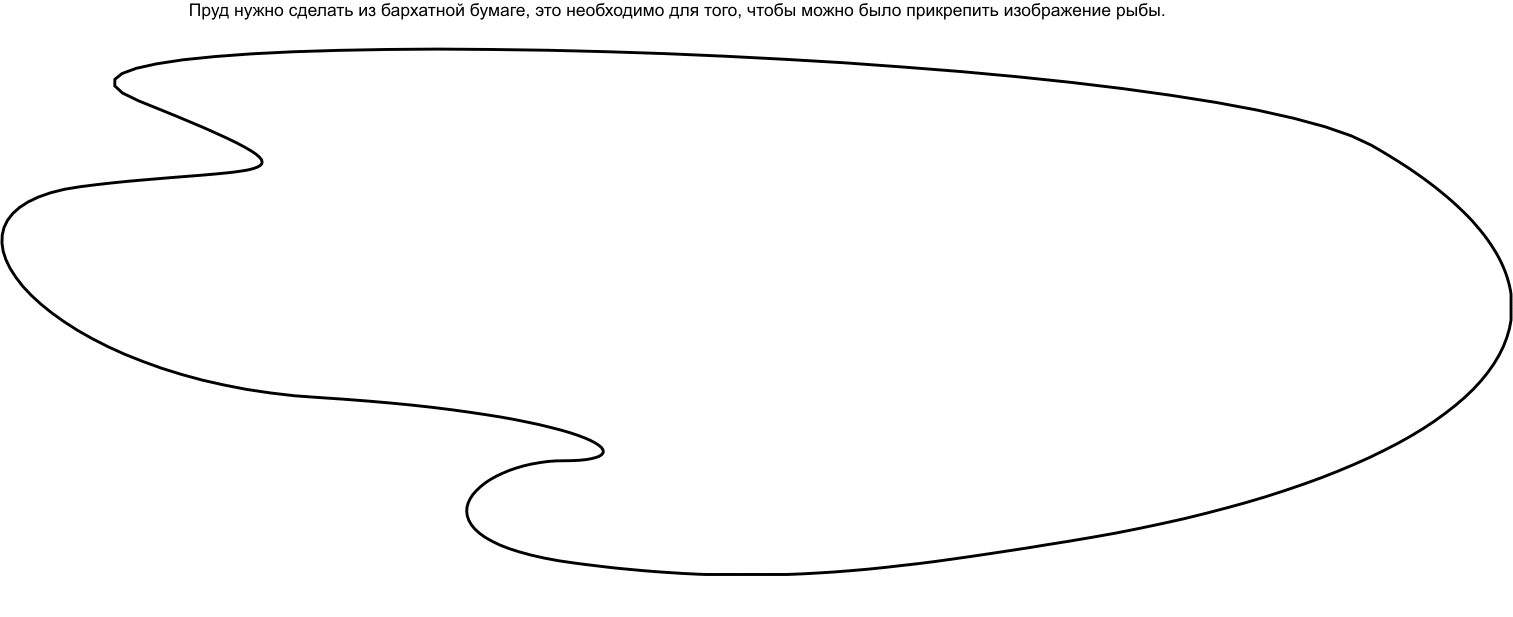 Пруд нужно сделать из бархатной бумаге, это необходимо для того, чтобы можно было прикрепить изображение рыбы.